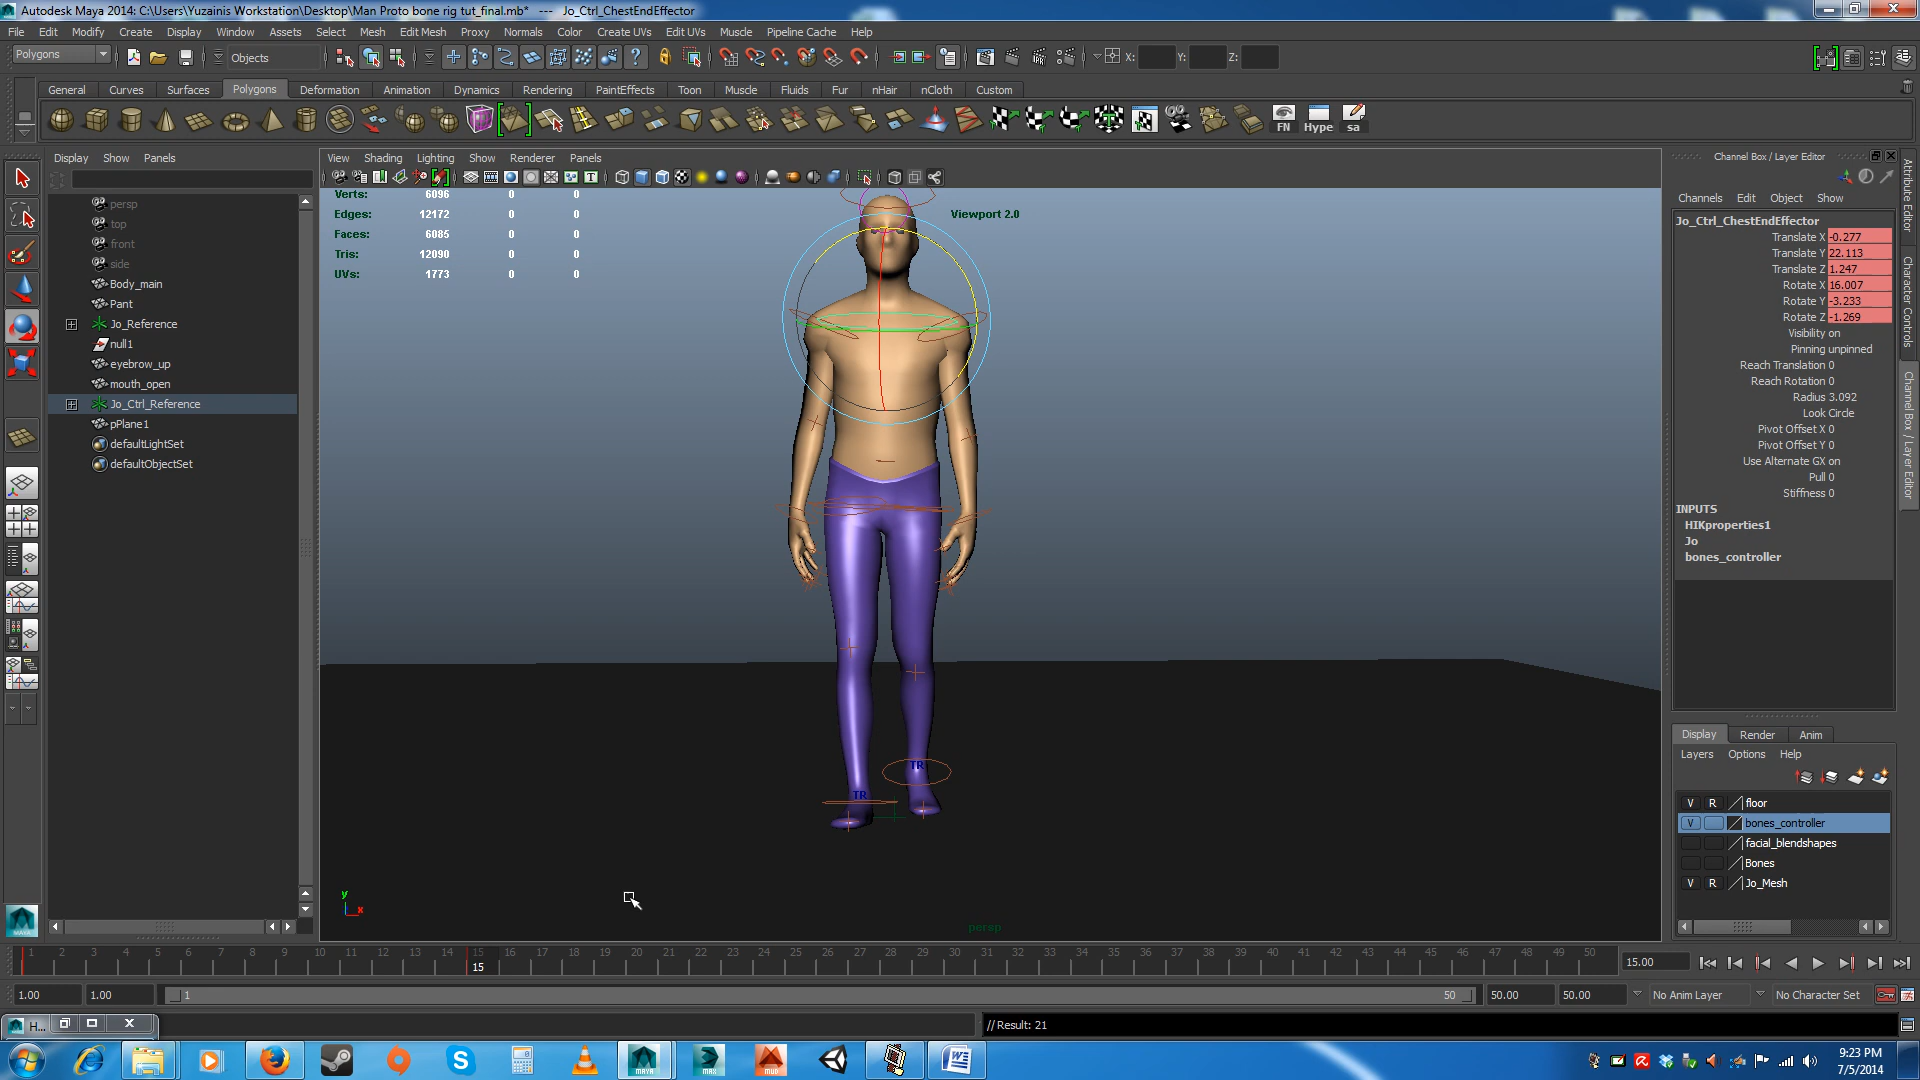 Autodesk Maya 2014: C:\Users\Yuzainis Workstation\Desktop\Man Proto bone rig tut_final.mb* --- Jo_Ctrl_ChestEndEffector
File Edit Modify Create Display Window Assets Select Mesh Edit Mesh Proxy Normals Color Create UVs Edit UVs Muscle Pipeline Cache Help
Polygons Objects X: Y: Z:
General Curves Surfaces Polygons Deformation Animation Dynamics Rendering PaintEffects Toon Muscle Fluids Fur nHair nCloth Custom
FN Hype sa
Display Show Panels
View Shading Lighting Show Renderer Panels
Channel Box / Layer Editor
Channels Edit Object Show
persp
top
front
side
Body_main
Pant
Jo_Reference
null1
eyebrow_up
mouth_open
Jo_Ctrl_Reference
pPlane1
defaultLightSet
defaultObjectSet
Verts: 6096 0 0
Edges: 12172 0 0
Faces: 6085 0 0
Tris: 12090 0 0
UVs: 1773 0 0
Viewport 2.0
TR
TR
y
x
persp
Jo_Ctrl_ChestEndEffector
Translate X -0.277
Translate Y 22.113
Translate Z 1.247
Rotate X 16.007
Rotate Y -3.233
Rotate Z -1.269
Visibility on
Pinning unpinned
Reach Translation 0
Reach Rotation 0
Radius 3.092
Look Circle
Pivot Offset X 0
Pivot Offset Y 0
Use Alternate GX on
Pull 0
Stiffness 0
INPUTS
HIKproperties1
Jo
bones_controller
Attribute Editor
Character Controls
Channel Box / Layer Editor
Display Render Anim
Layers Options Help
V R floor
V bones_controller
facial_blendshapes
Bones
V R Jo_Mesh
1 2 3 4 5 6 7 8 9 10 11 12 13 14 15 16 17 18 19 20 21 22 23 24 25 26 27 28 29 30 31 32 33 34 35 36 37 38 39 40 41 42 43 44 45 46 47 48 49 50
15
15.00
1.00 1.00 1 50 50.00 50.00 No Anim Layer No Character Set
H...
// Result: 21
9:23 PM
7/5/2014